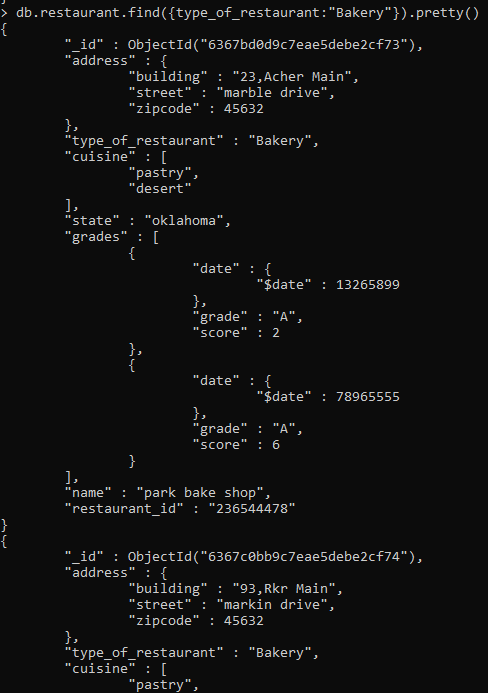 > db.restaurant.find({type_of_restaurant:"Bakery"}).pretty()
{
"_id" : ObjectId("6367bd0d9c7eae5debe2cf73"),
"address" : {
"building" : "23,Acher Main",
"street" : "marble drive",
"zipcode" : 45632
},
"type_of_restaurant" : "Bakery",
"cuisine" : [
"pastry",
"desert"
],
"state" : "oklahoma",
"grades" : [
{
"date" : {
"$date" : 13265899
},
"grade" : "A",
"score" : 2
},
{
"date" : {
"$date" : 78965555
},
"grade" : "A",
"score" : 6
}
],
"name" : "park bake shop",
"restaurant_id" : "236544478"
}
{
"_id" : ObjectId("6367c0bb9c7eae5debe2cf74"),
"address" : {
"building" : "93,Rkr Main",
"street" : "markin drive",
"zipcode" : 45632
},
"type_of_restaurant" : "Bakery",
"cuisine" : [
"pastry",